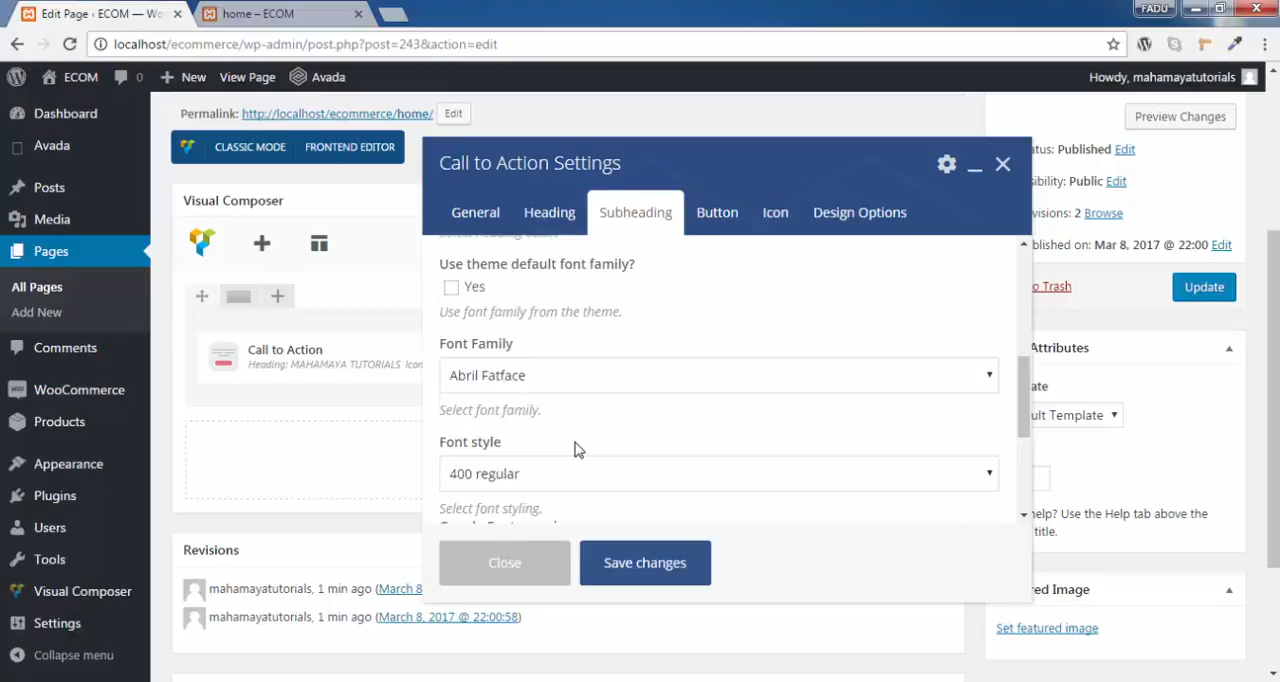 Edit Page ‹ ECOM — Wo
home – ECOM
FADU
localhost/ecommerce/wp-admin/post.php?post=243&action=edit
ECOM
0
New
View Page
Avada
Howdy, mahamayatutorials
Dashboard
Avada
Posts
Media
Pages
All Pages
Add New
Comments
WooCommerce
Products
Appearance
Plugins
Users
Tools
Visual Composer
Settings
Collapse menu
Permalink: http://localhost/ecommerce/home/ Edit
CLASSIC MODE
FRONTEND EDITOR
Visual Composer
Call to Action
Heading: MAHAMAYA TUTORIALS Icon
Revisions
mahamayatutorials, 1 min ago (March 8
mahamayatutorials, 1 min ago (March 8, 2017 @ 22:00:58)
Call to Action Settings
General
Heading
Subheading
Button
Icon
Design Options
Use theme default font family?
Yes
Use font family from the theme.
Font Family
Abril Fatface
Select font family.
Font style
400 regular
Select font styling.
Close
Save changes
Preview Changes
tatus: Published Edit
sibility: Public Edit
visions: 2 Browse
blished on: Mar 8, 2017 @ 22:00 Edit
o Trash
Update
Attributes
ate
ult Template
help? Use the Help tab above the
title.
ed Image
Set featured image